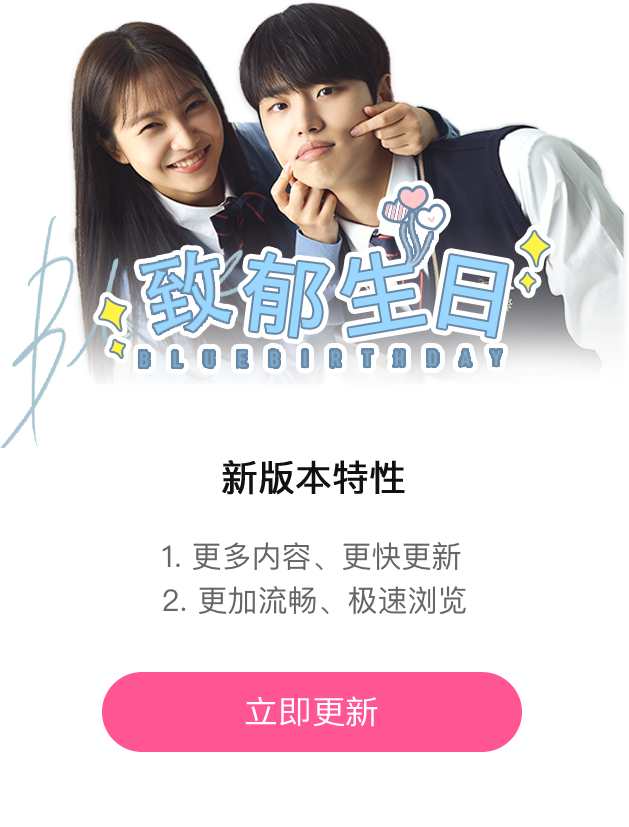 致郁生日
BLUEBIRTHDAY
新版本特性
1. 更多内容、更快更新
2. 更加流畅、极速浏览
立即更新